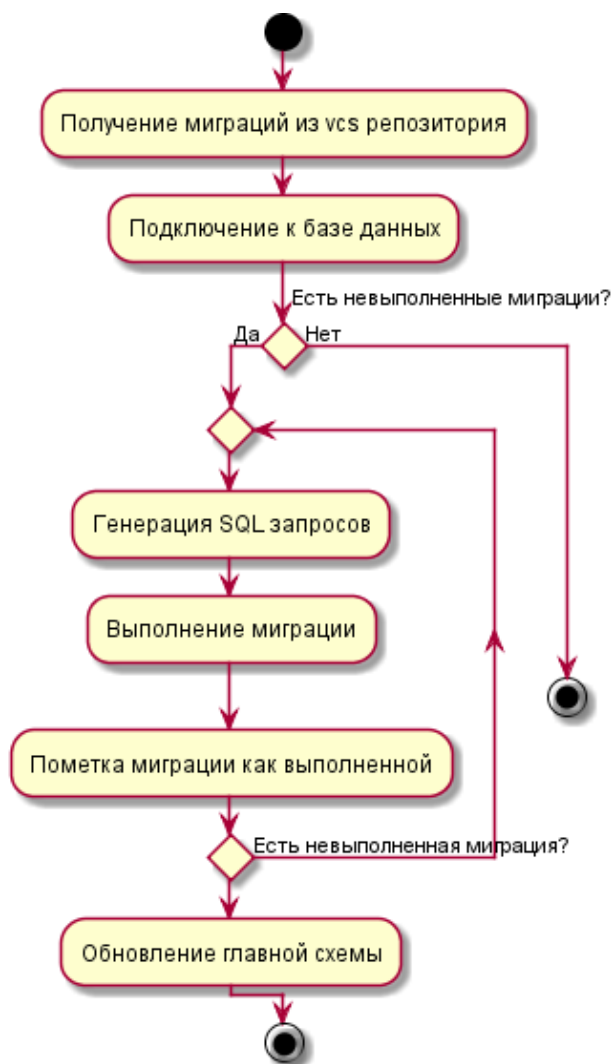 Получение миграций из vcs репозитория
Подключение к базе данных
Есть невыполненные миграции?
Да
Нет
Генерация SQL запросов
Выполнение миграции
Пометка миграции как выполненной
Есть невыполненная миграция?
Обновление главной схемы